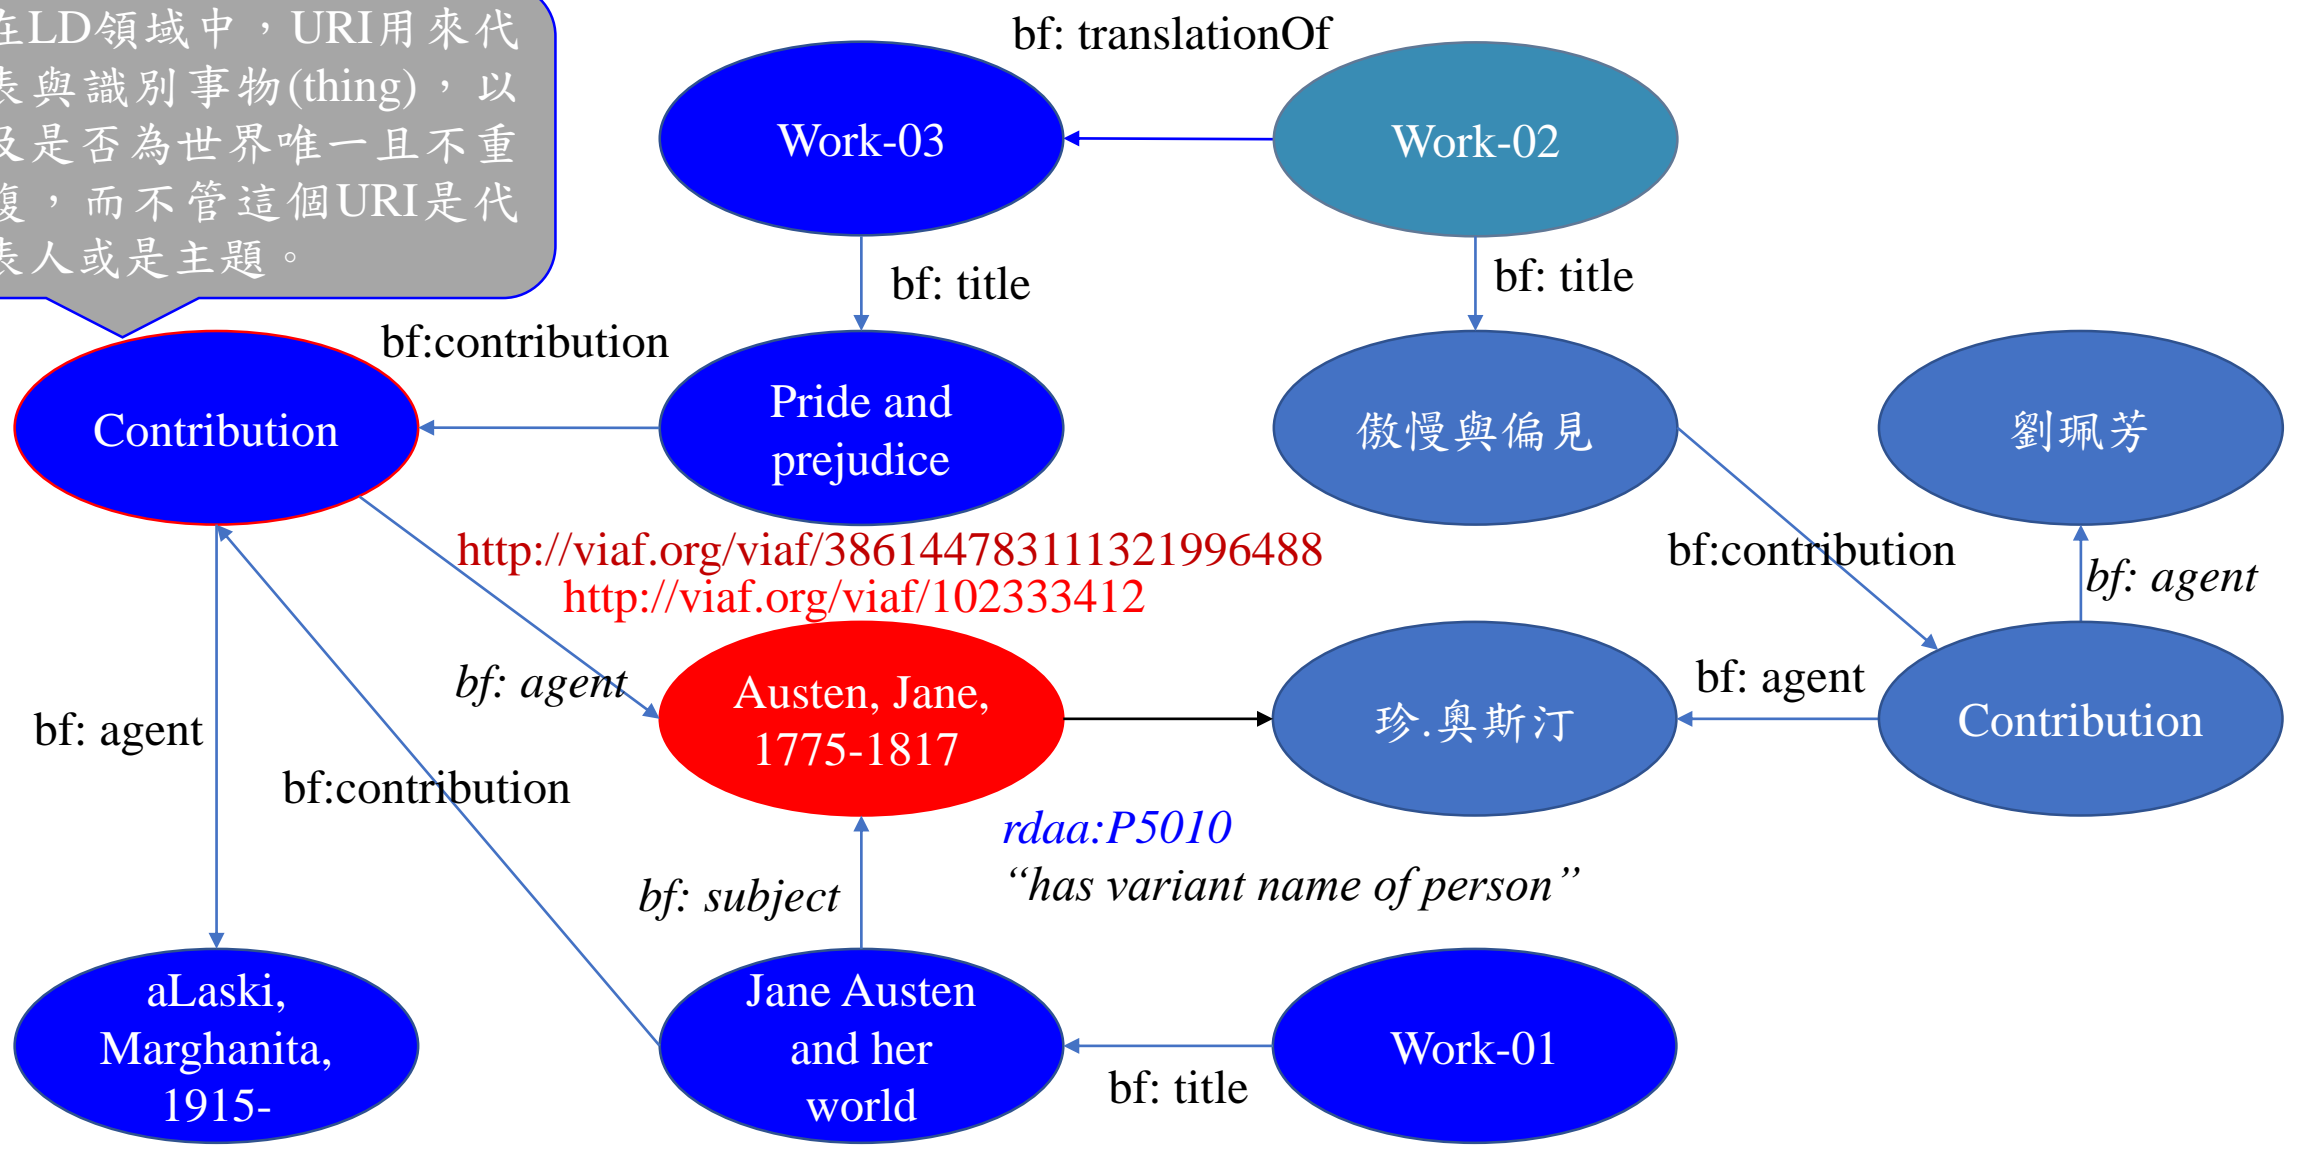 在LD領域中，URI用來代
表與識別事物(thing)，以
及是否為世界唯一且不重
複，而不管這個URI是代
表人或是主題。
bf: translationOf
Work-03
Work-02
bf: title
bf: title
bf:contribution
Contribution
Pride and
prejudice
傲慢與偏見
劉珮芳
http://viaf.org/viaf/3861447831113219​96488
http://viaf.org/viaf/102333412
bf:contribution
bf: agent
bf: agent
Austen, Jane,
1775-1817
珍.奧斯汀
bf: agent
Contribution
bf: agent
bf:contribution
rdaa:P5010
“has variant name of person”
bf: subject
aLaski,
Marghanita,
1915-
Jane Austen
and her
world
bf: title
Work-01